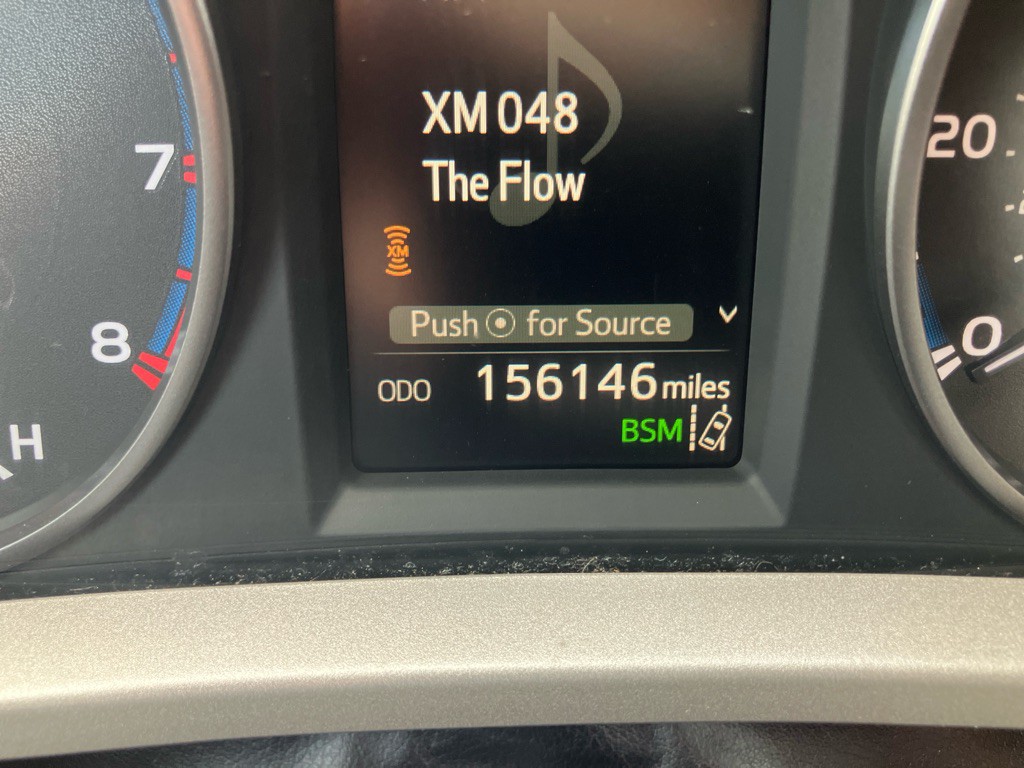 XM 048
The Flow
XM
Push for Source
ODO 156146 miles
BSM
7
8
H
20
0